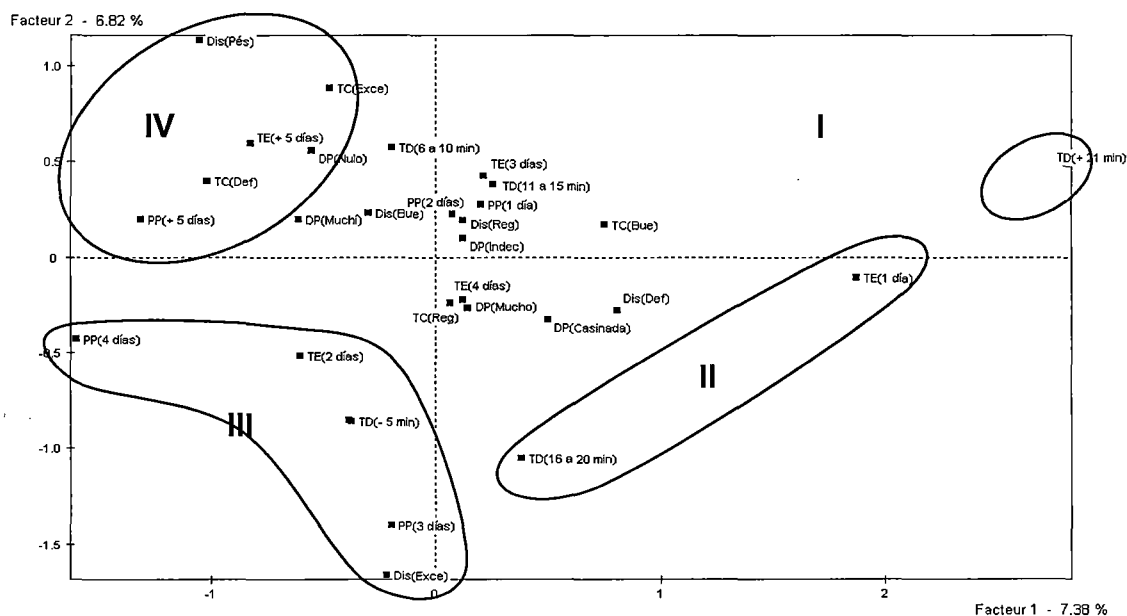 Facteur 2 - 6.82 %
1.0
Dis(Pés)
TC(Exce)
IV
I
TE(+ 5 días)
TD(6 a 10 min)
DP(Nulo)
0.5
TE(3 días)
TD(+ 21 min)
TC(Def)
TD(11 a 15 min)
PP(2 días)
PP(1 día)
PP(+ 5 días)
DP(Muchí)
Dis(Bue)
Dis(Reg)
TC(Bue)
DP(Indec)
0
TE(1 día)
TE(4 días)
Dis(Def)
TC(Reg)
DP(Mucho)
DP(Casinada)
PP(4 días)
-0.5
TE(2 días)
II
III
TD(- 5 min)
-1.0
TD(16 a 20 min)
PP(3 días)
-1.5
Dis(Exce)
-1
0
1
2
Facteur 1 - 7.38 %